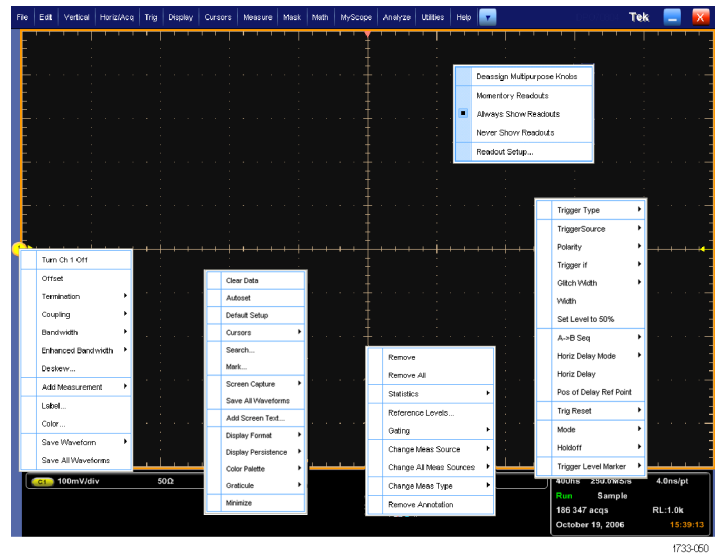 File Edit Vertical Horiz/Acq Trig Display Cursors Measure Mask Math MyScope Analyze Utilities Help Tek X
Deassign Multipurpose Knobs
Momentory Readouts
Allways Show Readouts
Never Show Readouts
Readout Setup...
Trigger Type
TriggerSource
Polarity
Trigger if
Glitch Width
Width
Set Level to 50%
A->B Seq
Horiz Delay Mode
Horiz Delay
Pos of Delay Ref Point
Trig Reset
Mode
Holdoff
Trigger Level Marker
Turn Ch 1 Off
Offset
Termination
Coupling
Bandwidth
Enhanced Bandwidth
Deskew...
Add Measurement
Label...
Color...
Save Waveform
Save All Waveforms
Clear Data
Autoset
Default Setup
Cursors
Search...
Mark...
Screen Capture
Save All Waveforms
Add Screen Text...
Display Format
Display Persistence
Color Palette
Graticule
Minimize
Remove
Remove All
Statistics
Reference Levels...
Gating
Change Meas Source
Change All Meas Sources
Change Meas Type
Remove Annotation
C1 100mV/div 50Ω
400ns 250.0MS/s 4.0ns/pt
Run Sample
186 347 acqs RL:1.0k
October 19, 2006 15:39:13
1733-050